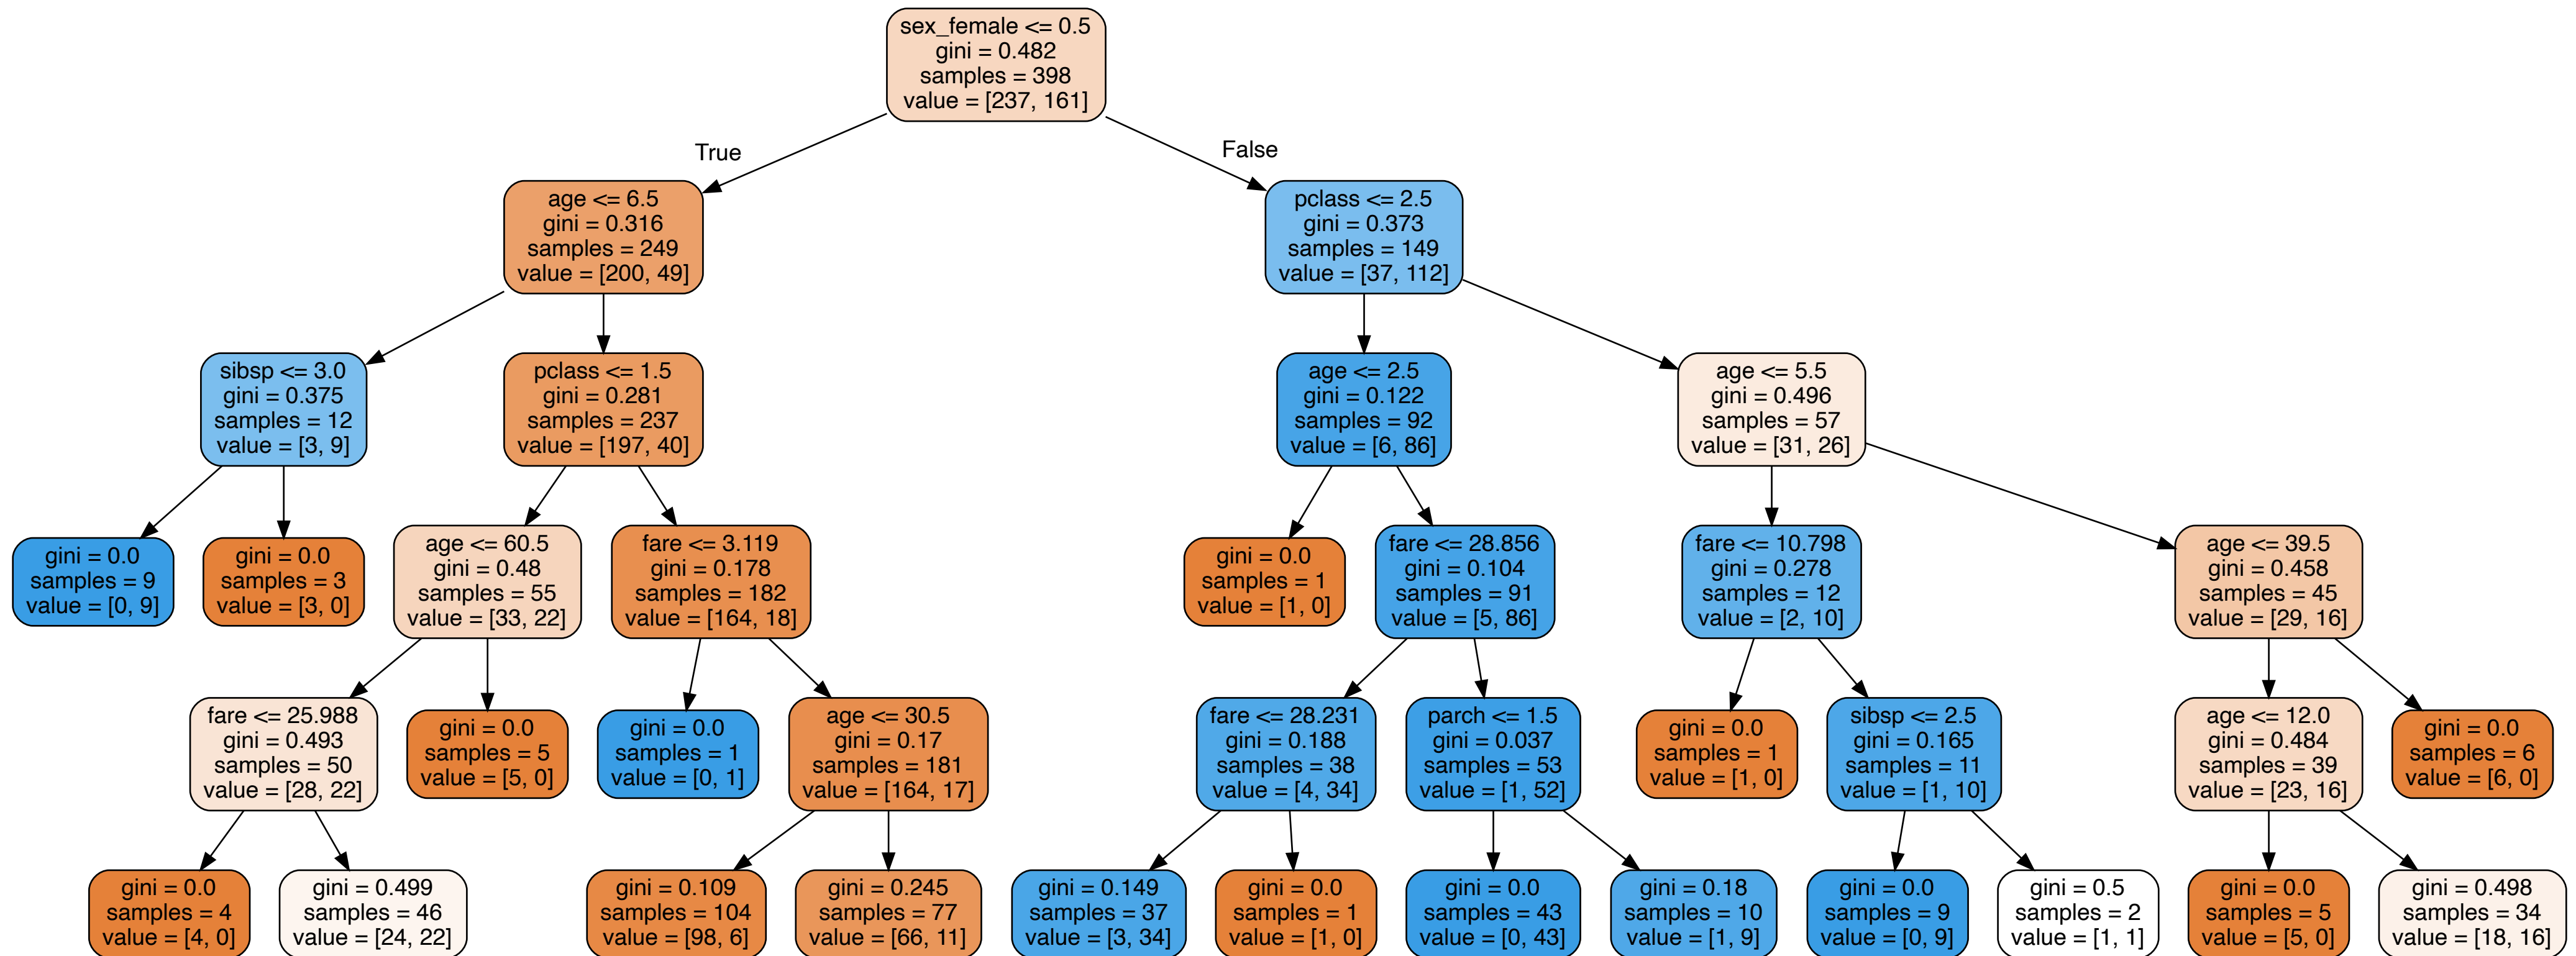 sex_female <= 0.5
gini = 0.482
samples = 398
value = [237, 161]
True
False
age <= 6.5
gini = 0.316
samples = 249
value = [200, 49]
pclass <= 2.5
gini = 0.373
samples = 149
value = [37, 112]
sibsp <= 3.0
gini = 0.375
samples = 12
value = [3, 9]
pclass <= 1.5
gini = 0.281
samples = 237
value = [197, 40]
age <= 2.5
gini = 0.122
samples = 92
value = [6, 86]
age <= 5.5
gini = 0.496
samples = 57
value = [31, 26]
gini = 0.0
samples = 9
value = [0, 9]
gini = 0.0
samples = 3
value = [3, 0]
age <= 60.5
gini = 0.48
samples = 55
value = [33, 22]
fare <= 3.119
gini = 0.178
samples = 182
value = [164, 18]
gini = 0.0
samples = 1
value = [1, 0]
fare <= 28.856
gini = 0.104
samples = 91
value = [5, 86]
fare <= 10.798
gini = 0.278
samples = 12
value = [2, 10]
age <= 39.5
gini = 0.458
samples = 45
value = [29, 16]
fare <= 25.988
gini = 0.493
samples = 50
value = [28, 22]
gini = 0.0
samples = 5
value = [5, 0]
gini = 0.0
samples = 1
value = [0, 1]
age <= 30.5
gini = 0.17
samples = 181
value = [164, 17]
fare <= 28.231
gini = 0.188
samples = 38
value = [4, 34]
parch <= 1.5
gini = 0.037
samples = 53
value = [1, 52]
gini = 0.0
samples = 1
value = [1, 0]
sibsp <= 2.5
gini = 0.165
samples = 11
value = [1, 10]
age <= 12.0
gini = 0.484
samples = 39
value = [23, 16]
gini = 0.0
samples = 6
value = [6, 0]
gini = 0.0
samples = 4
value = [4, 0]
gini = 0.499
samples = 46
value = [24, 22]
gini = 0.109
samples = 104
value = [98, 6]
gini = 0.245
samples = 77
value = [66, 11]
gini = 0.149
samples = 37
value = [3, 34]
gini = 0.0
samples = 1
value = [1, 0]
gini = 0.0
samples = 43
value = [0, 43]
gini = 0.18
samples = 10
value = [1, 9]
gini = 0.0
samples = 9
value = [0, 9]
gini = 0.5
samples = 2
value = [1, 1]
gini = 0.0
samples = 5
value = [5, 0]
gini = 0.498
samples = 34
value = [18, 16]